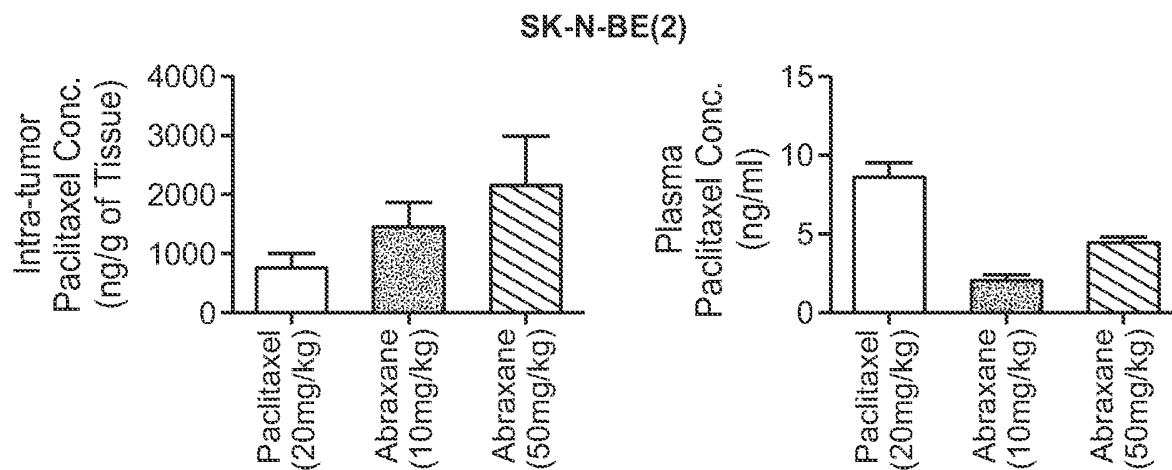 SK-N-BE(2)
Intra-tumor
Paclitaxel Conc.
(ng/g of Tissue)
4000
3000
2000
1000
0
Paclitaxel
(20mg/kg)
Abraxane
(10mg/kg)
Abraxane
(50mg/kg)
Plasma
Paclitaxel Conc.
(ng/ml)
15
10
5
0
Paclitaxel
(20mg/kg)
Abraxane
(10mg/kg)
Abraxane
(50mg/kg)